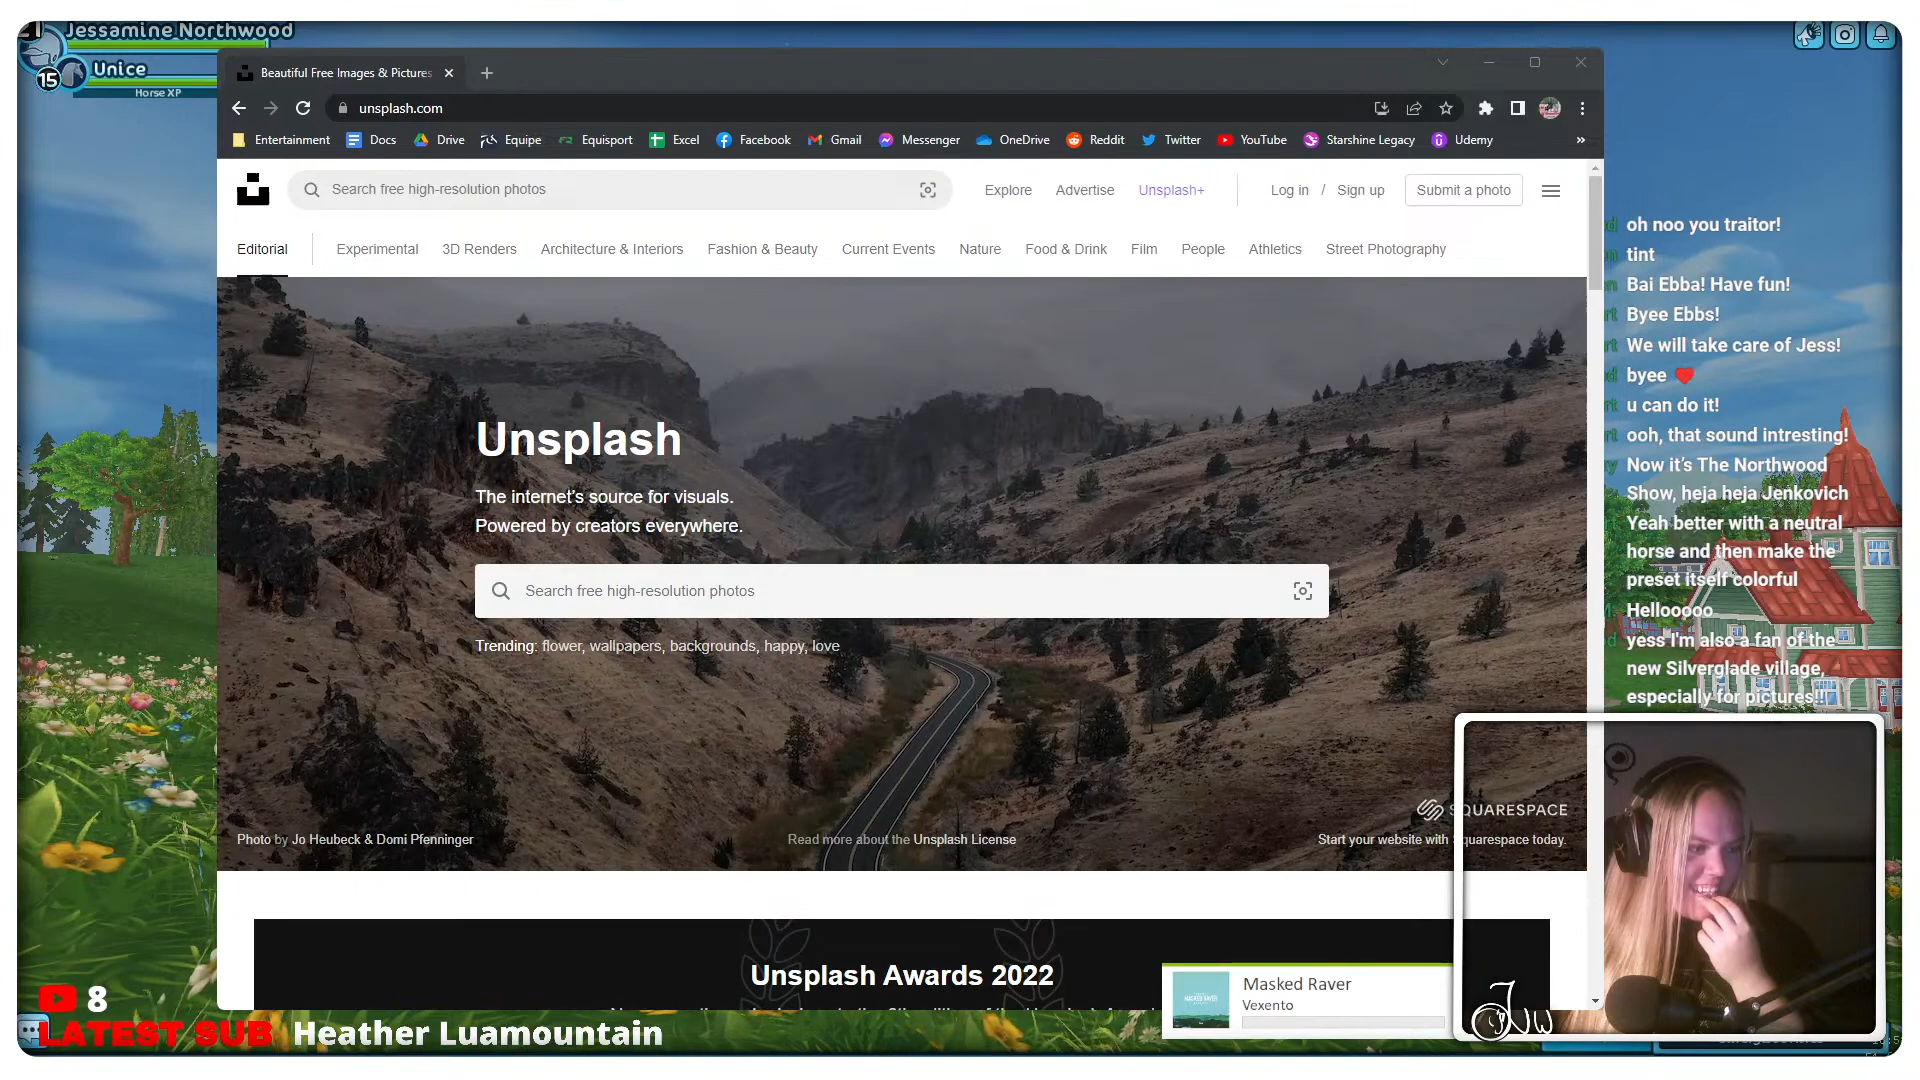 Jessamine Northwood
Unice
15
Horse XP
Beautiful Free Images & Pictures
unsplash.com
Entertainment Docs Drive Equipe Equisport Excel Facebook Gmail Messenger OneDrive Reddit Twitter YouTube Starshine Legacy Udemy »
Search free high-resolution photos
Explore Advertise Unsplash+ Log in / Sign up Submit a photo
Editorial Experimental 3D Renders Architecture & Interiors Fashion & Beauty Current Events Nature Food & Drink Film People Athletics Street Photography
Unsplash
The internet's source for visuals.
Powered by creators everywhere.
Search free high-resolution photos
Trending: flower, wallpapers, backgrounds, happy, love
SQUARESPACE
Photo by Jo Heubeck & Domi Pfenninger
Read more about the Unsplash License
Start your website with Squarespace today.
Unsplash Awards 2022
oh noo you traitor!
tint
Bai Ebba! Have fun!
Byee Ebbs!
We will take care of Jess!
byee
u can do it!
ooh, that sound intresting!
Now it's The Northwood
Show, heja heja Jenkovich
Yeah better with a neutral
horse and then make the
preset itself colorful
Hellooooo
yess I'm also a fan of the
new Silverglade village,
especially for pictures!!
Masked Raver
Vexento
8
LATEST SUB Heather Luamountain